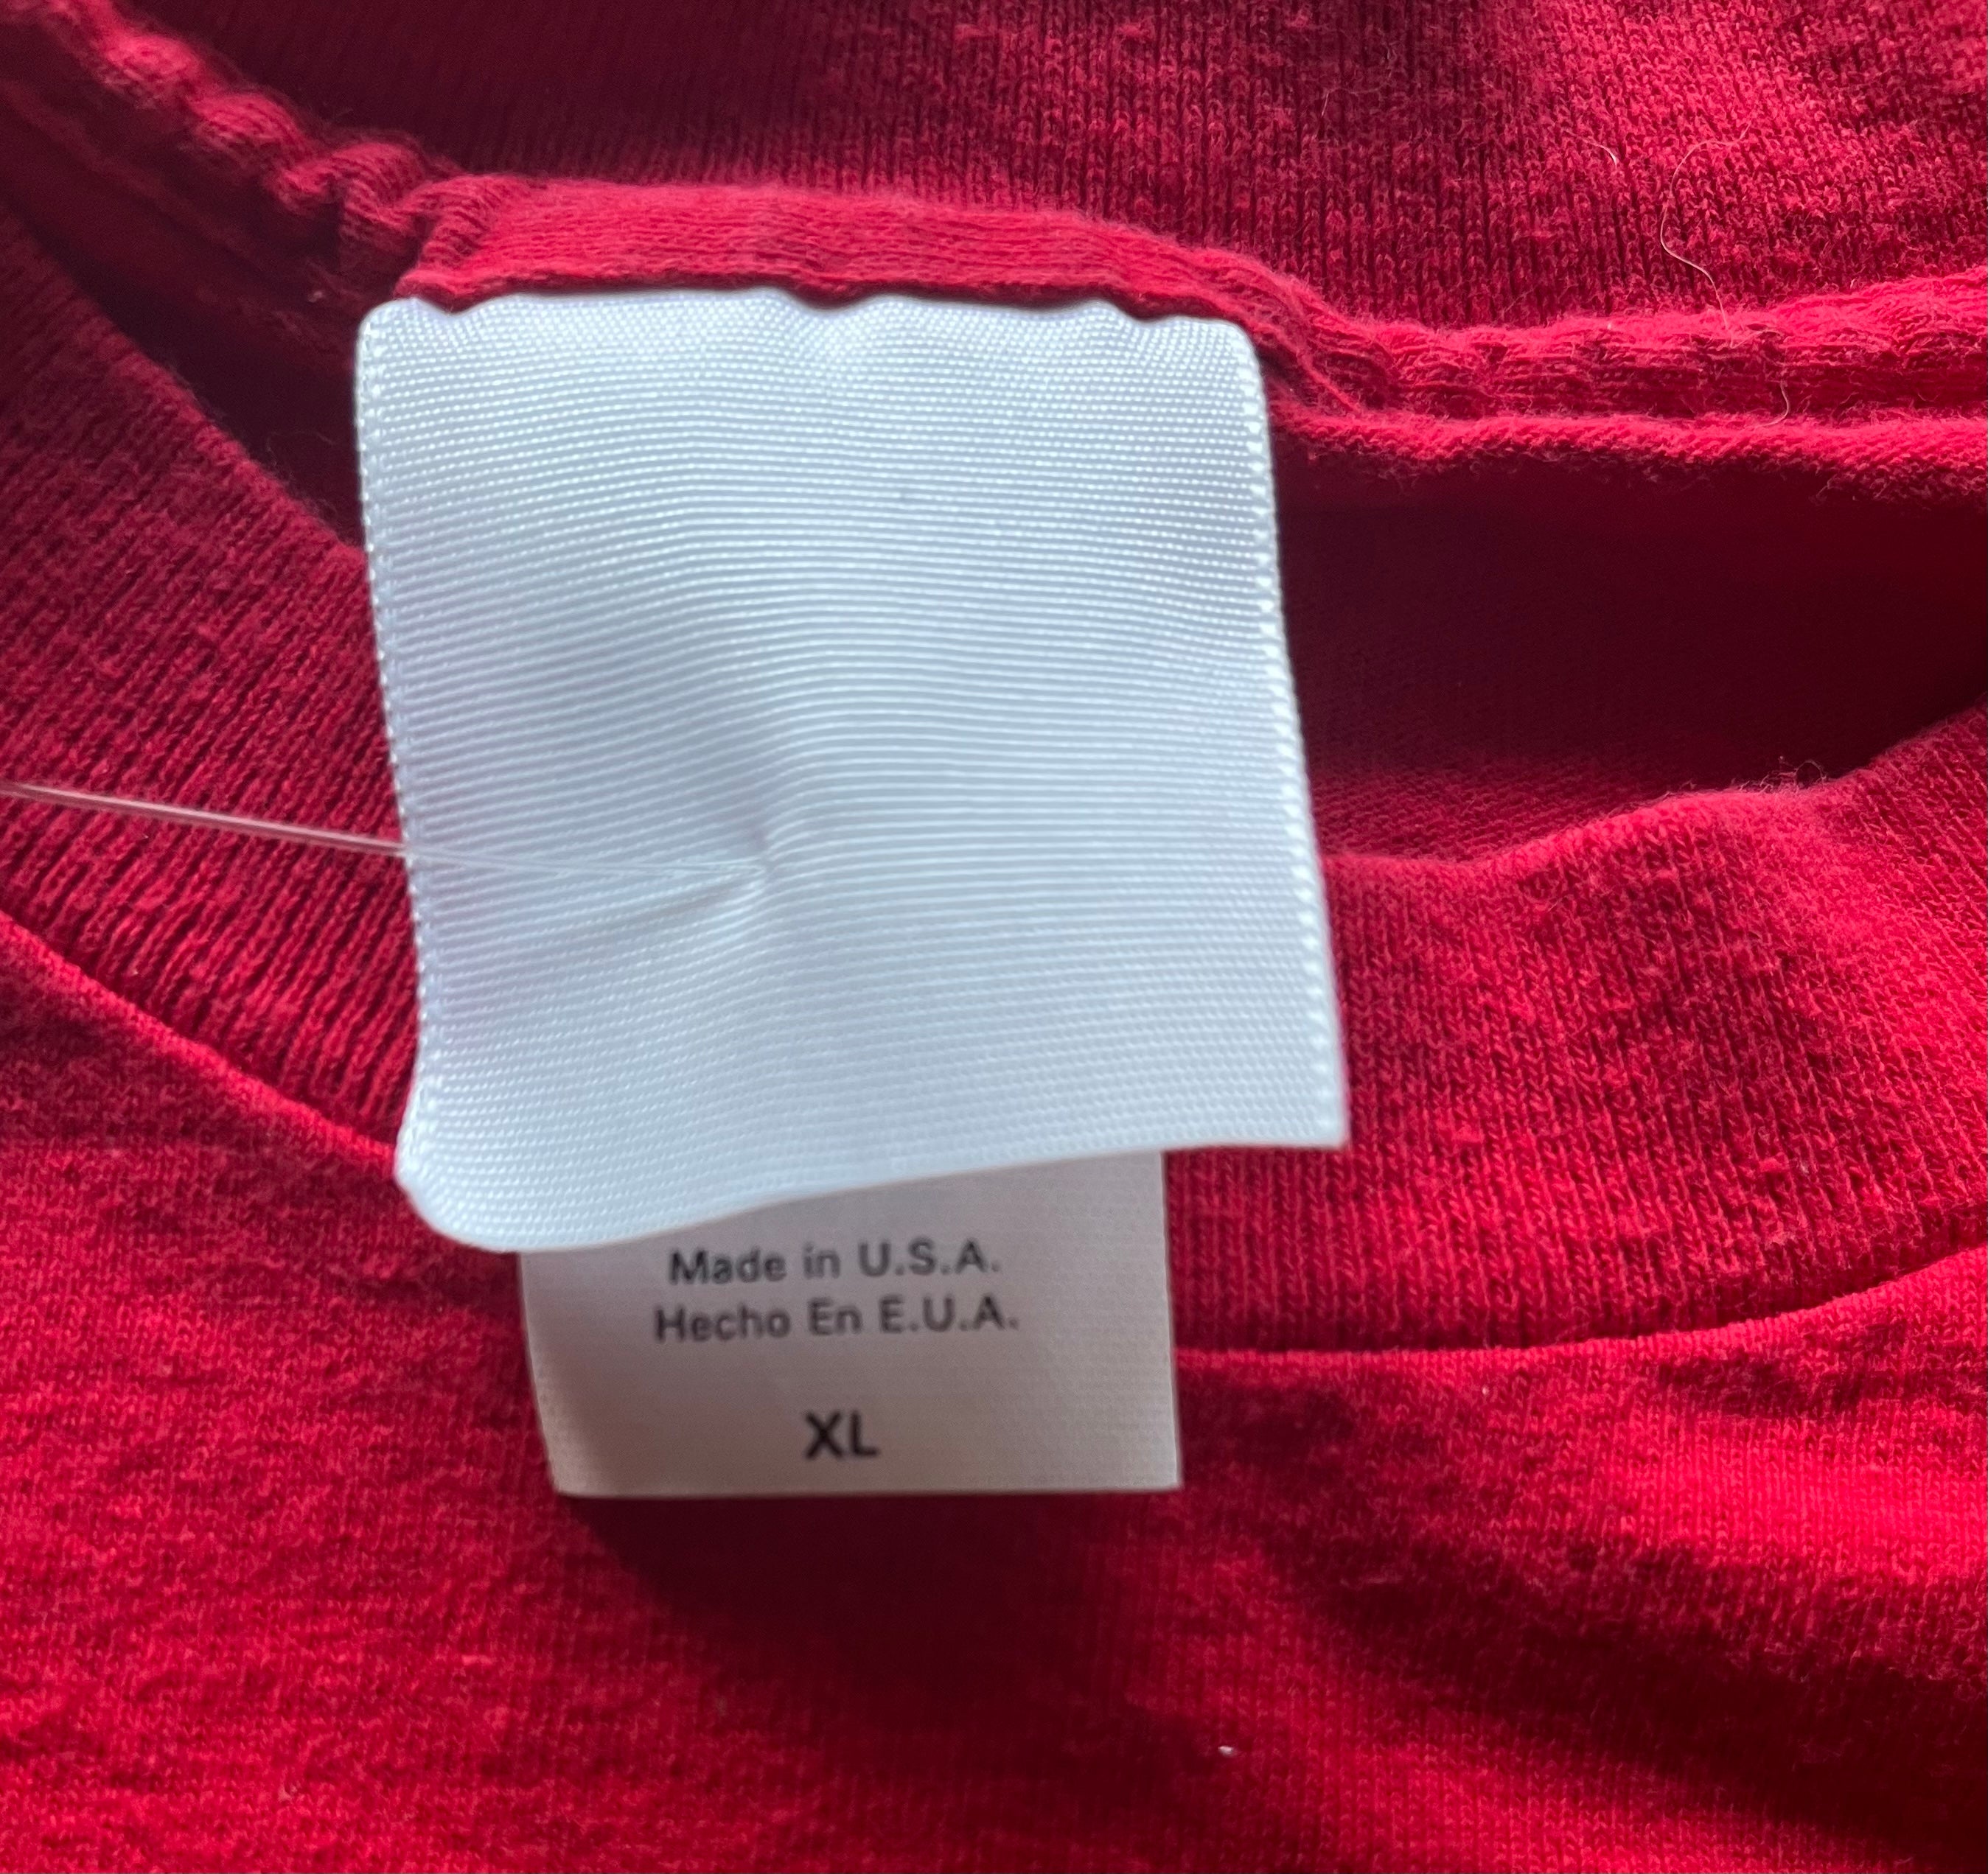 Made in U.S.A.
Hecho En E.U.A.
XL